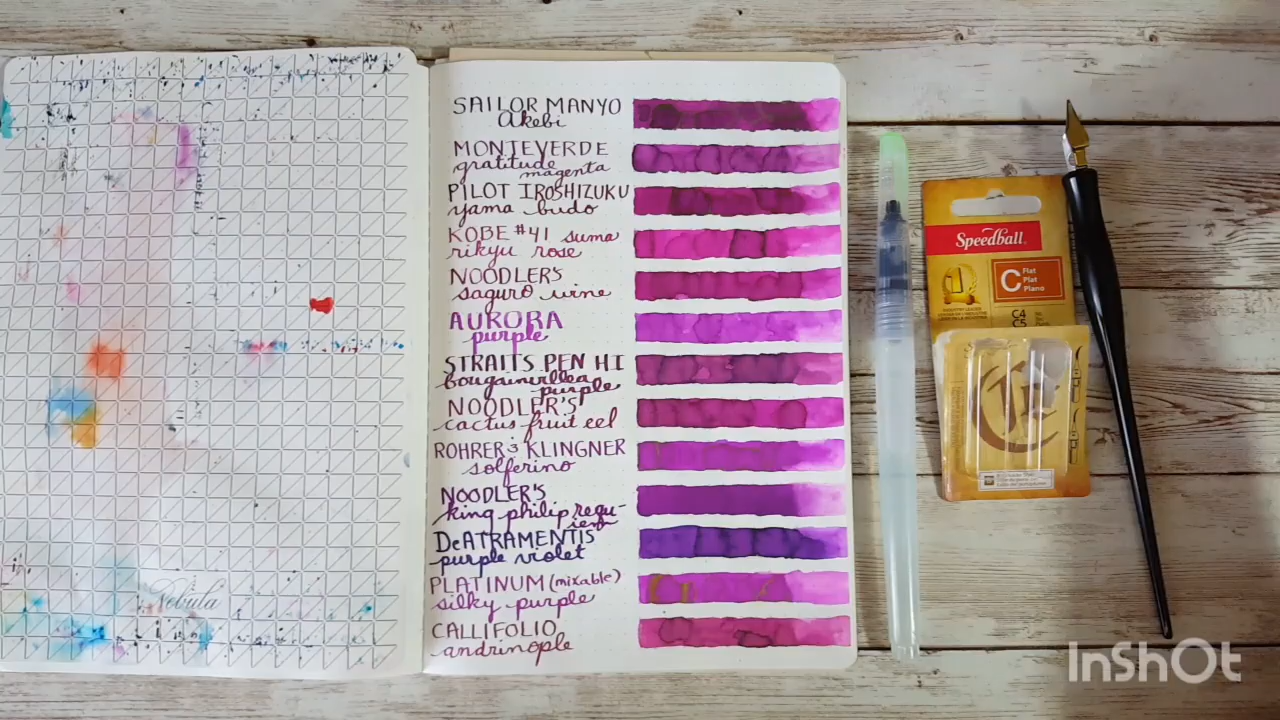 SAILOR MANYO
akebi
MONTEVERDE
gratitude
magenta
PILOT IROSHIZUKU
yama budo
KOBE #41 suma
rikyu rose
NOODLER'S
saguro wine
AURORA
purple
STRAITS PEN HI
bougainvillea
purple
NOODLER'S
cactus fruit eel
ROHRER & KLINGNER
solferino
NOODLER'S
king philip requ-
iem
DeATRAMENTIS
purple violet
PLATINUM (mixable)
silky purple
CALLIFOLIO
andrinople
Nebula
Speedball
C
Flat
Plat
Plano
C4
C5
InShOt